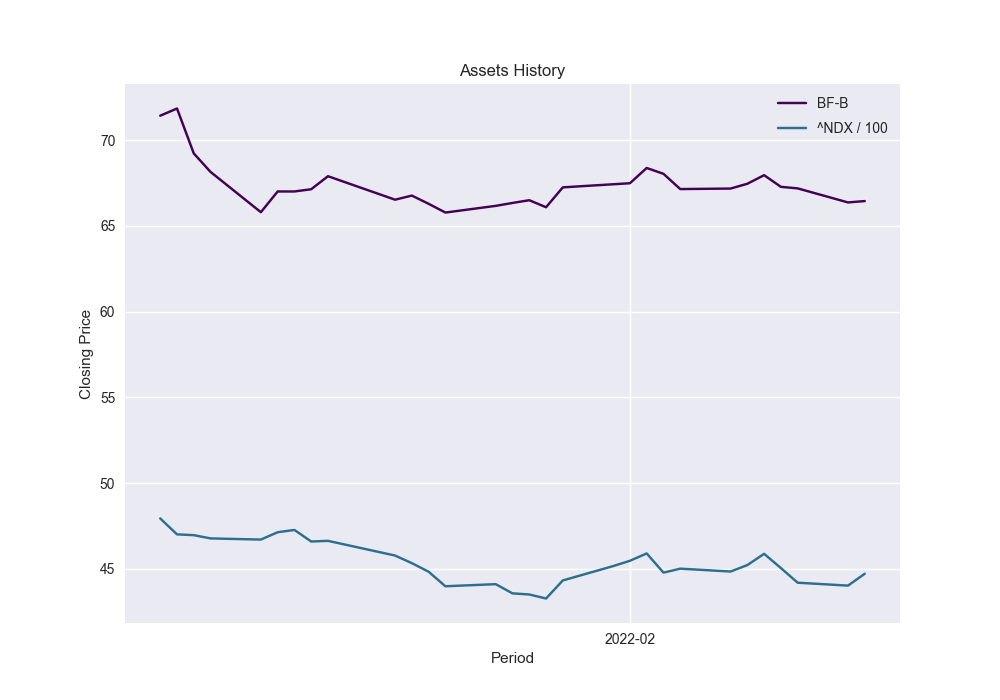 Assets History
BF-B
^NDX / 100
70
65
60
55
50
45
Closing Price
2022-02
Period